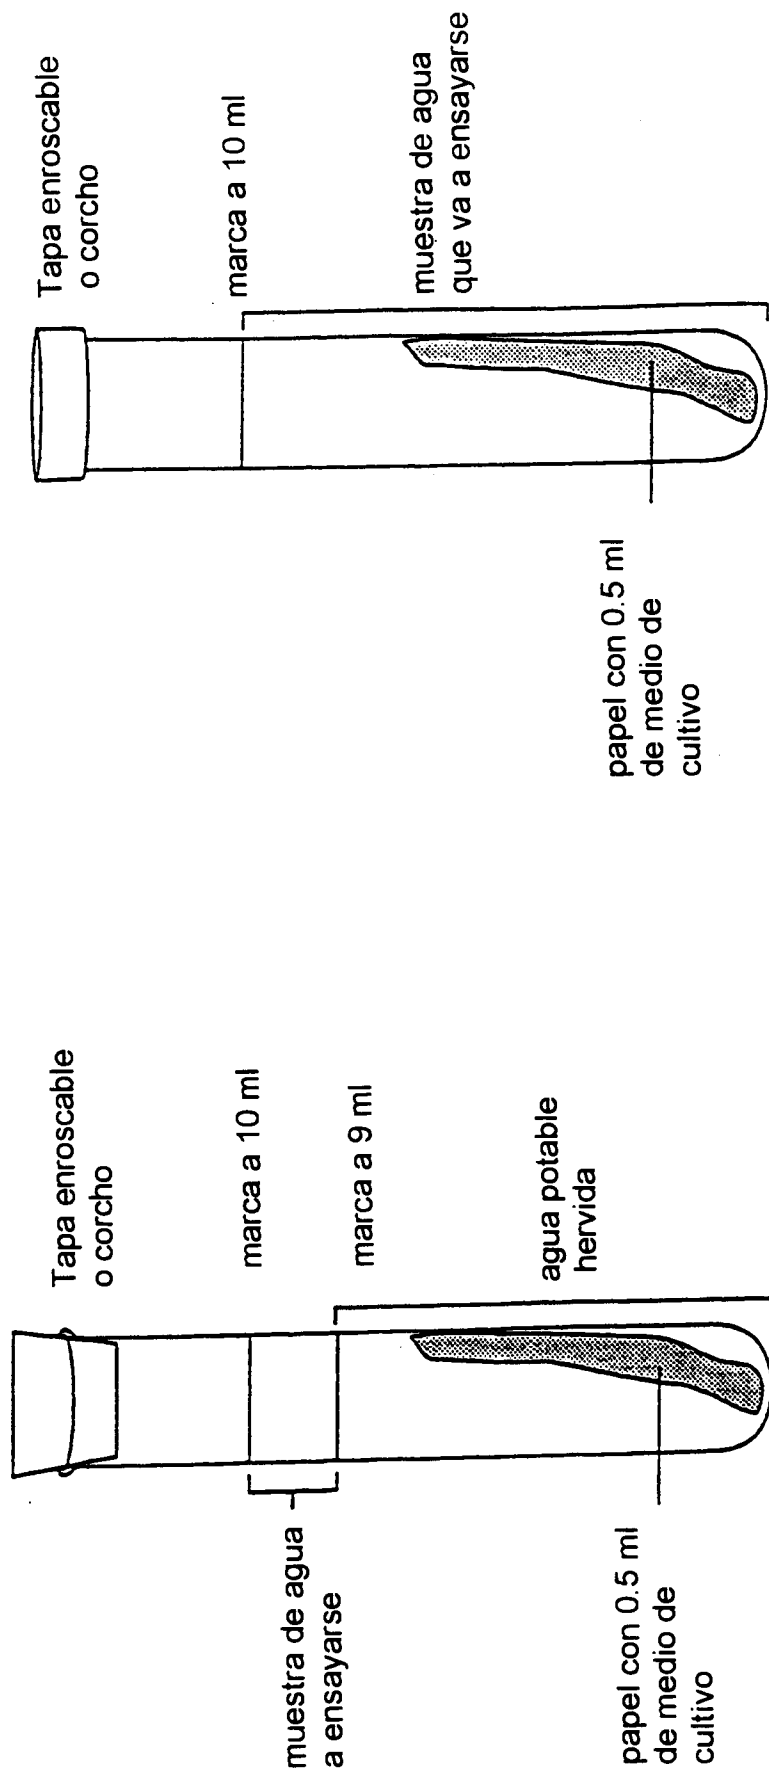 Tapa enroscable
o corcho
marca a 10 ml
muestra de agua
que va a ensayarse
papel con 0.5 ml
de medio de
cultivo
Tapa enroscable
o corcho
marca a 10 ml
marca a 9 ml
agua potable
hervida
muestra de agua
a ensayarse
papel con 0.5 ml
de medio de
cultivo